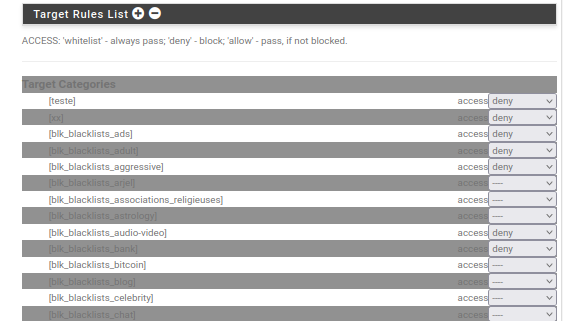 Target Rules List
ACCESS: 'whitelist' - always pass; 'deny' - block; 'allow' - pass, if not blocked.
Target Categories
[teste] access deny
[xx] access deny
[blk_blacklists_ads] access deny
[blk_blacklists_adult] access deny
[blk_blacklists_aggressive] access deny
[blk_blacklists_arjel] access ----
[blk_blacklists_associations_religieuses] access ----
[blk_blacklists_astrology] access ----
[blk_blacklists_audio-video] access deny
[blk_blacklists_bank] access deny
[blk_blacklists_bitcoin] access ----
[blk_blacklists_blog] access ----
[blk_blacklists_celebrity] access ----
[blk_blacklists_chat] access ----